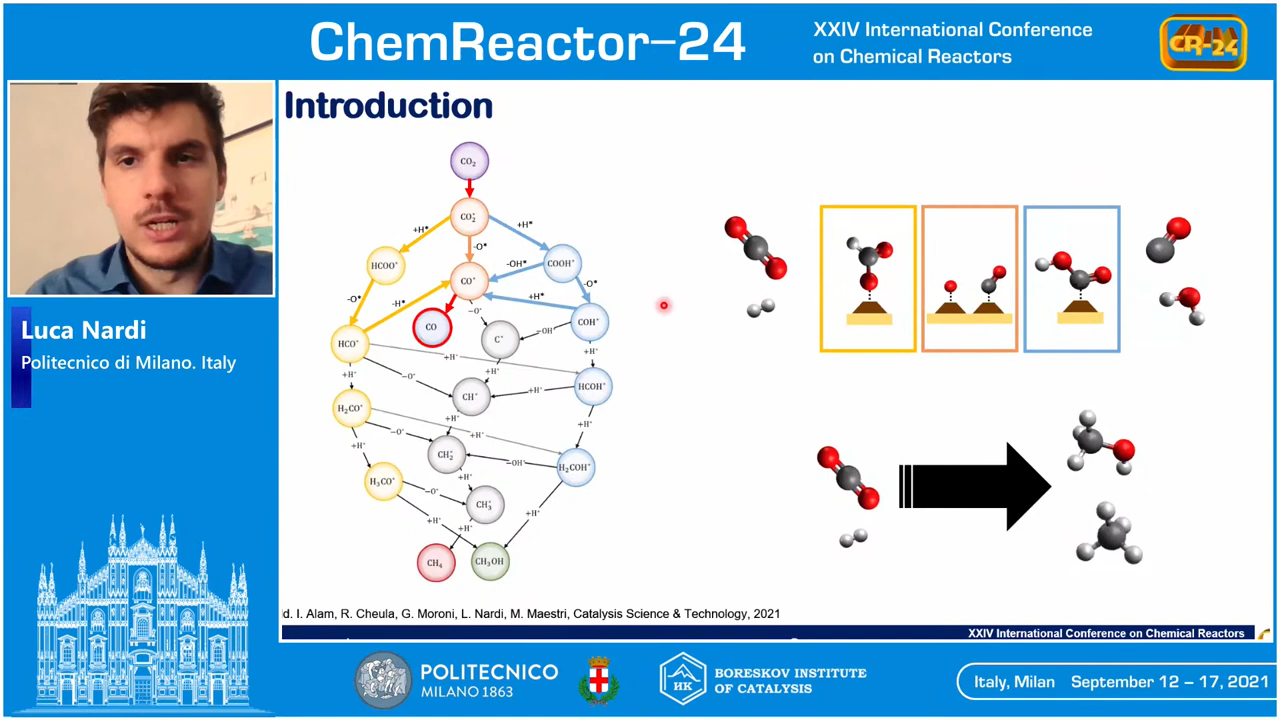 ChemReactor-24
XXIV International Conference
on Chemical Reactors
CR-24
Introduction
Luca Nardi
Politecnico di Milano. Italy
CO₂
CO₂*
+H*
+H*
-O*
HCOO*
COOH*
-OH*
CO*
-O*
-O*
-H*
+H*
CO
-O*
COH*
HCO*
C*
-OH*
+H*
+H*
+H*
+H*
-O*
HCOH*
CH*
+H*
H₂CO*
+H*
+H*
+H*
-O*
+H*
CH₂*
-OH*
H₂COH*
+H*
H₃CO*
-O*
CH₃*
+H*
+H*
+H*
CH₄
CH₃OH
d. I. Alam, R. Cheula, G. Moroni, L. Nardi, M. Maestri, Catalysis Science & Technology, 2021
XXIV International Conference on Chemical Reactors
POLITECNICO
MILANO 1863
НК
BORESKOV INSTITUTE
OF CATALYSIS
Italy, Milan September 12 – 17, 2021